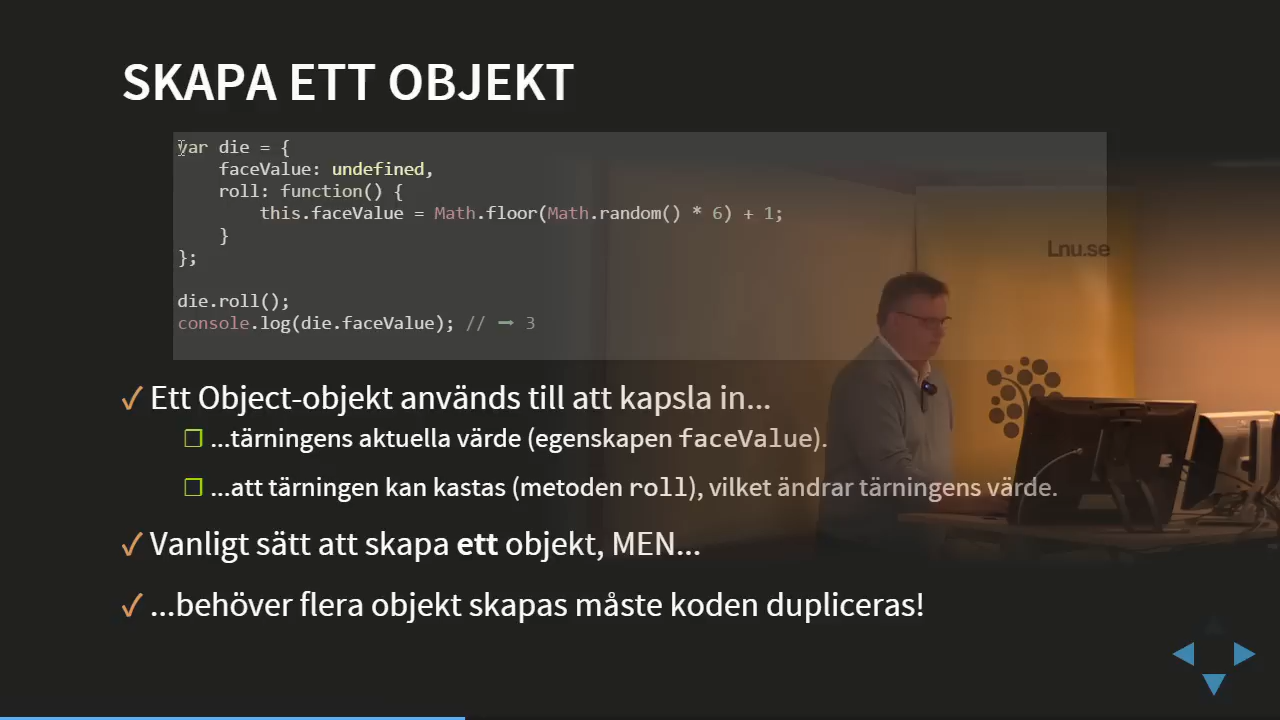 SKAPA ETT OBJEKT
var die = {
    faceValue: undefined,
    roll: function() {
        this.faceValue = Math.floor(Math.random() * 6) + 1;
    }
};
die.roll();
console.log(die.faceValue); // ➞ 3
Lnu.se
✓ Ett Object-objekt används till att kapsla in...
❒ ...tärningens aktuella värde (egenskapen faceValue).
❒ ...att tärningen kan kastas (metoden roll), vilket ändrar tärningens värde.
✓ Vanligt sätt att skapa ett objekt, MEN...
✓ ...behöver flera objekt skapas måste koden dupliceras!